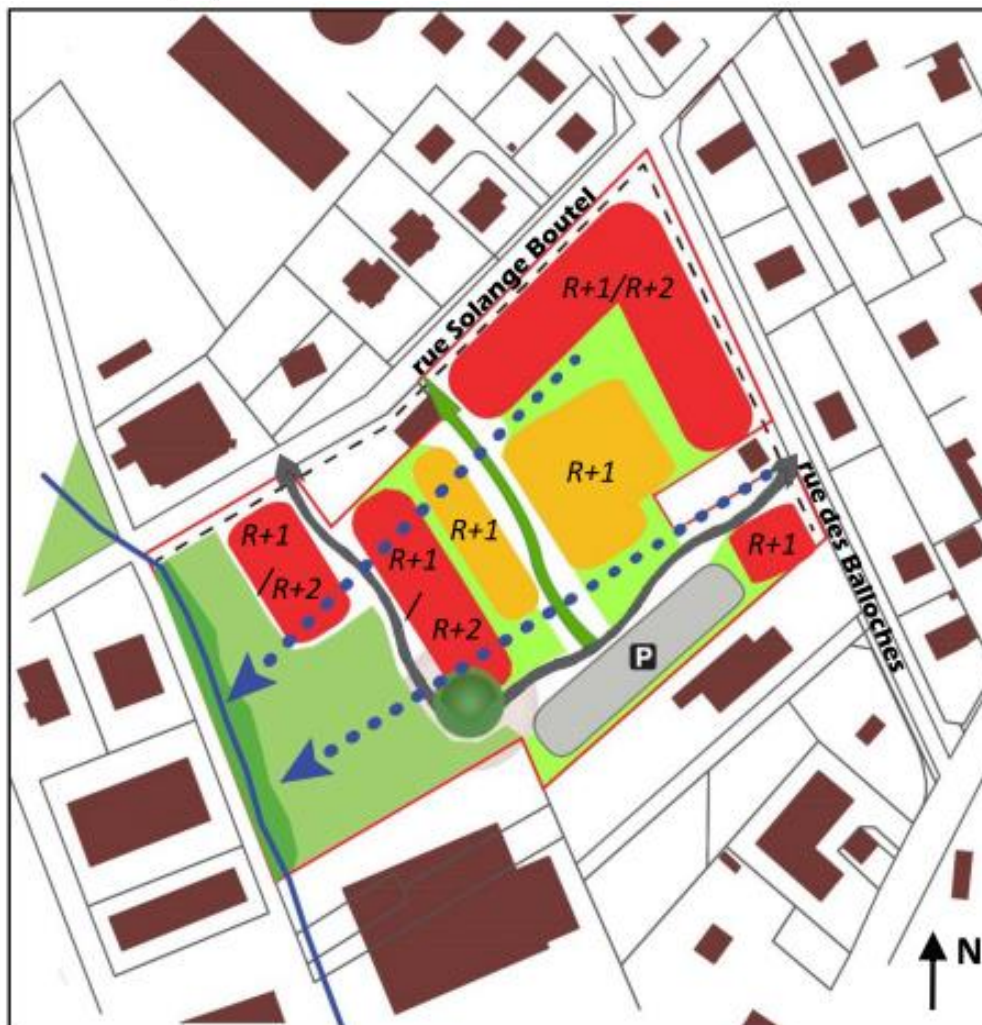 rue Solange Boutel
R+1/R+2
R+1
R+1
R+1
/R+2
R+1
/
R+2
R+1
rue des Balloches
P
N